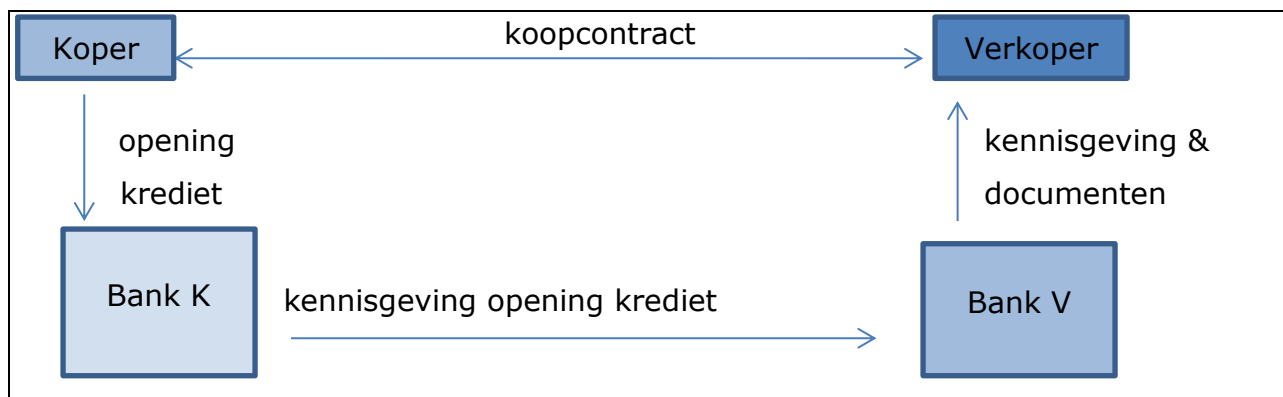 Koper
koopcontract
Verkoper
opening
krediet
kennisgeving &
documenten
Bank K
kennisgeving opening krediet
Bank V